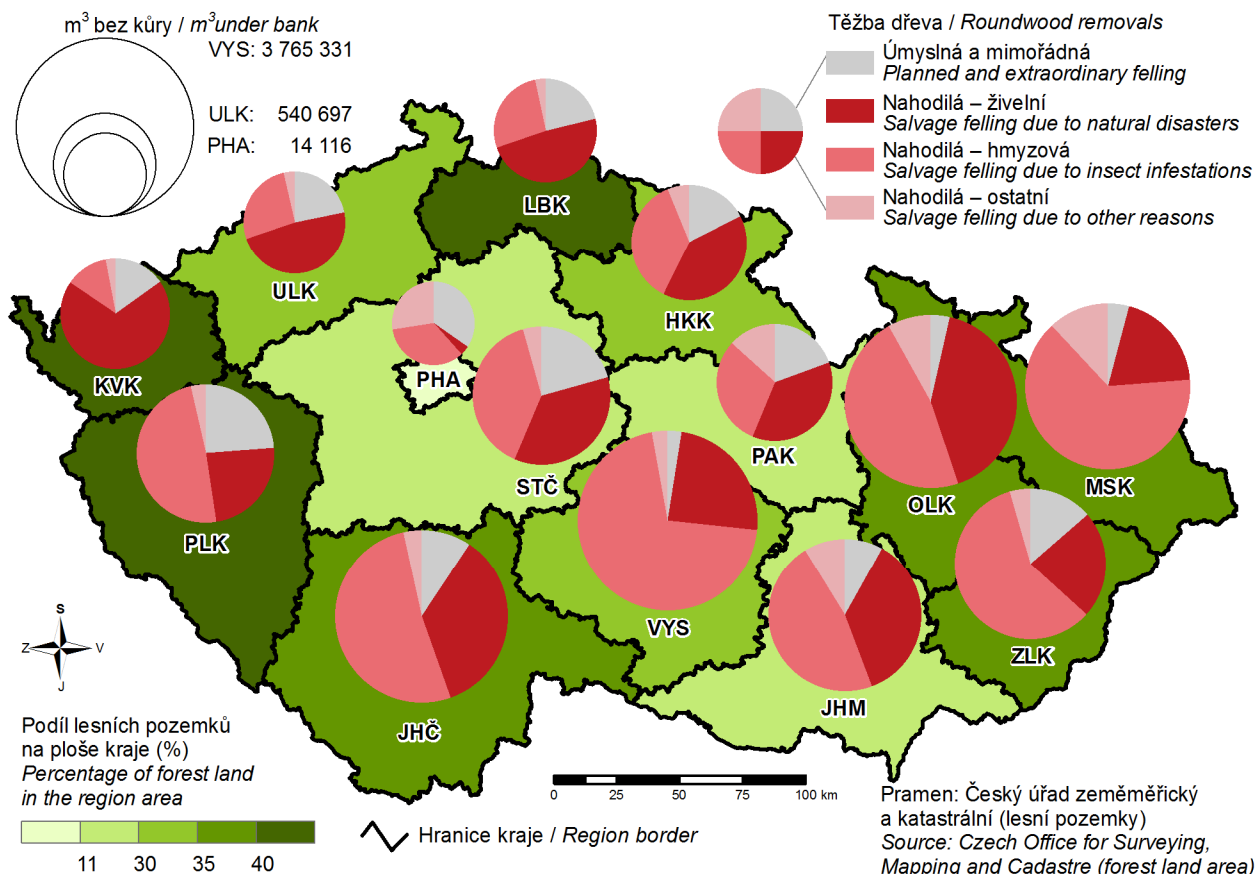 m³ bez kůry / m³under bank
VYS: 3 765 331
ULK: 540 697
PHA: 14 116
Těžba dřeva / Roundwood removals
Úmyslná a mimořádná
Planned and extraordinary felling
Nahodilá – živelní
Salvage felling due to natural disasters
Nahodilá – hmyzová
Salvage felling due to insect infestations
Nahodilá – ostatní
Salvage felling due to other reasons
LBK
ULK
HKK
KVK
PHA
STČ
PAK
OLK
MSK
PLK
VYS
ZLK
JHM
JHČ
S
Z V
J
Podíl lesních pozemků
na ploše kraje (%)
Percentage of forest land
in the region area
11 30 35 40
Hranice kraje / Region border
0 25 50 75 100 km
Pramen: Český úřad zeměměřický
a katastrální (lesní pozemky)
Source: Czech Office for Surveying,
Mapping and Cadastre (forest land area)